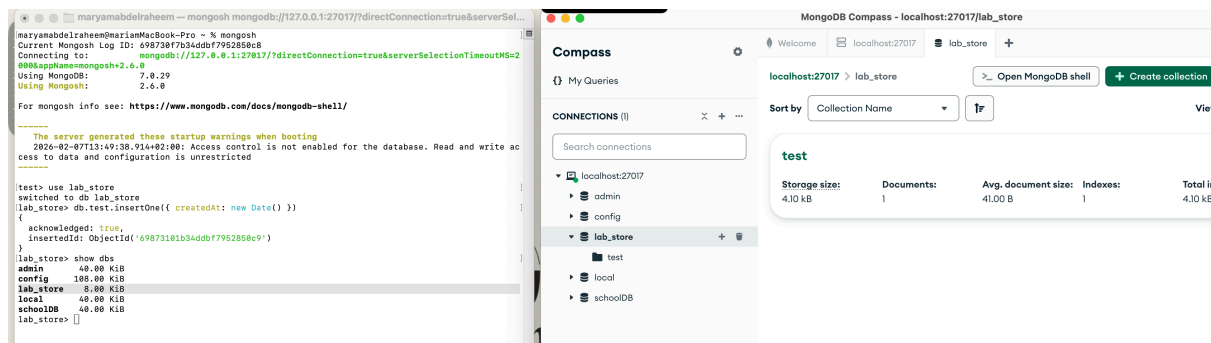 maryamabdelraheem — mongosh mongodb://127.0.0.1:27017/?directConnection=true&serverSel...
maryamabdelraheem@mariamMacBook-Pro ~ % mongosh
Current Mongosh Log ID: 698730f7b34ddbf7952850c8
Connecting to: mongodb://127.0.0.1:27017/?directConnection=true&serverSelectionTimeoutMS=2
000&appName=mongosh+2.6.0
Using MongoDB: 7.0.29
Using Mongosh: 2.6.0
For mongosh info see: https://www.mongodb.com/docs/mongodb-shell/
------
The server generated these startup warnings when booting
2026-02-07T13:49:38.914+02:00: Access control is not enabled for the database. Read and write ac
cess to data and configuration is unrestricted
------
test> use lab_store
switched to db lab_store
lab_store> db.test.insertOne({ createdAt: new Date() })
{
acknowledged: true,
insertedId: ObjectId('69873101b34ddbf7952850c9')
}
lab_store> show dbs
admin 40.00 KiB
config 108.00 KiB
lab_store 8.00 KiB
local 40.00 KiB
schoolDB 40.00 KiB
lab_store>
MongoDB Compass - localhost:27017/lab_store
Compass
{} My Queries
CONNECTIONS (1)
Search connections
localhost:27017
admin
config
lab_store
test
local
schoolDB
Welcome
localhost:27017
lab_store
localhost:27017 > lab_store
>_ Open MongoDB shell
+ Create collection
Sort by Collection Name
Vie
test
Storage size: Documents: Avg. document size: Indexes: Total i
4.10 kB 1 41.00 B 1 4.10 kB